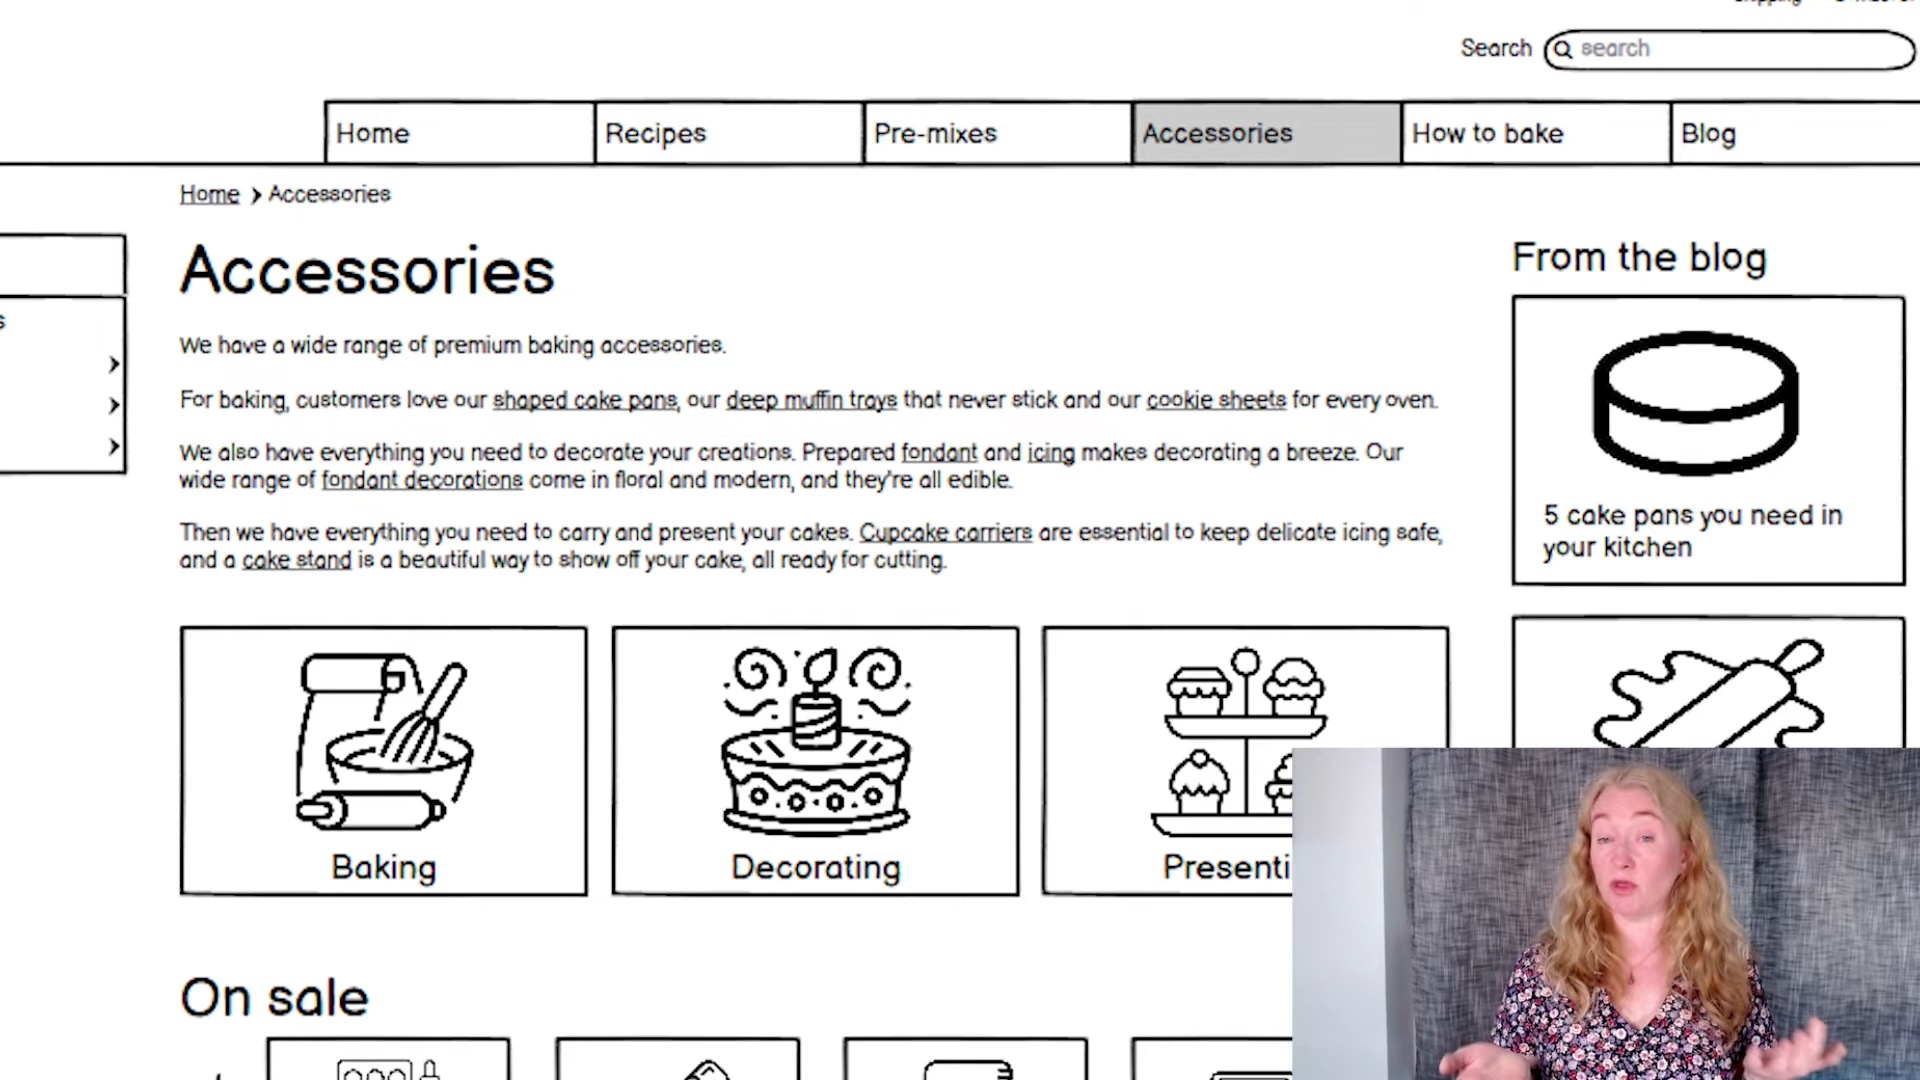 Search search
Home Recipes Pre-mixes Accessories How to bake Blog
Home > Accessories
Accessories
We have a wide range of premium baking accessories.
For baking, customers love our shaped cake pans, our deep muffin trays that never stick and our cookie sheets for every oven.
We also have everything you need to decorate your creations. Prepared fondant and icing makes decorating a breeze. Our
wide range of fondant decorations come in floral and modern, and they're all edible.
Then we have everything you need to carry and present your cakes. Cupcake carriers are essential to keep delicate icing safe,
and a cake stand is a beautiful way to show off your cake, all ready for cutting.
Baking
Decorating
Presenti
On sale
From the blog
5 cake pans you need in
your kitchen